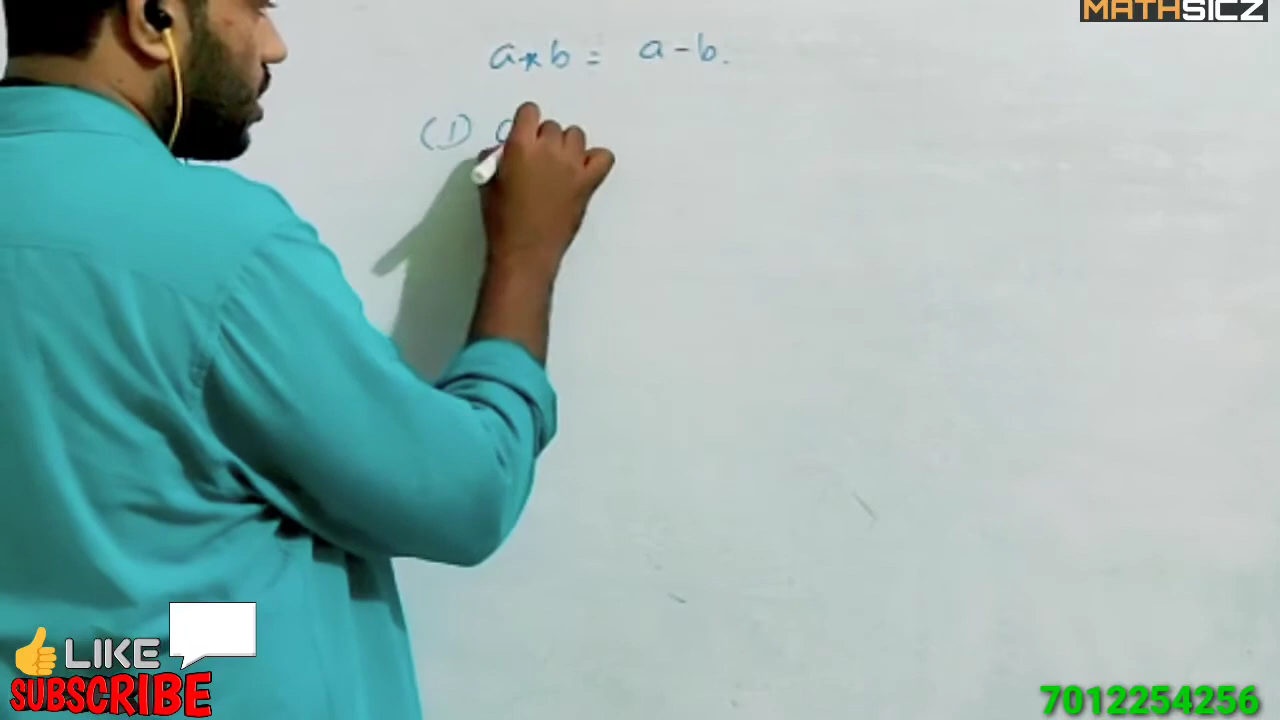 MATHSICZ
a * b = a - b.
(1)
LIKE
SUBSCRIBE
7012254256